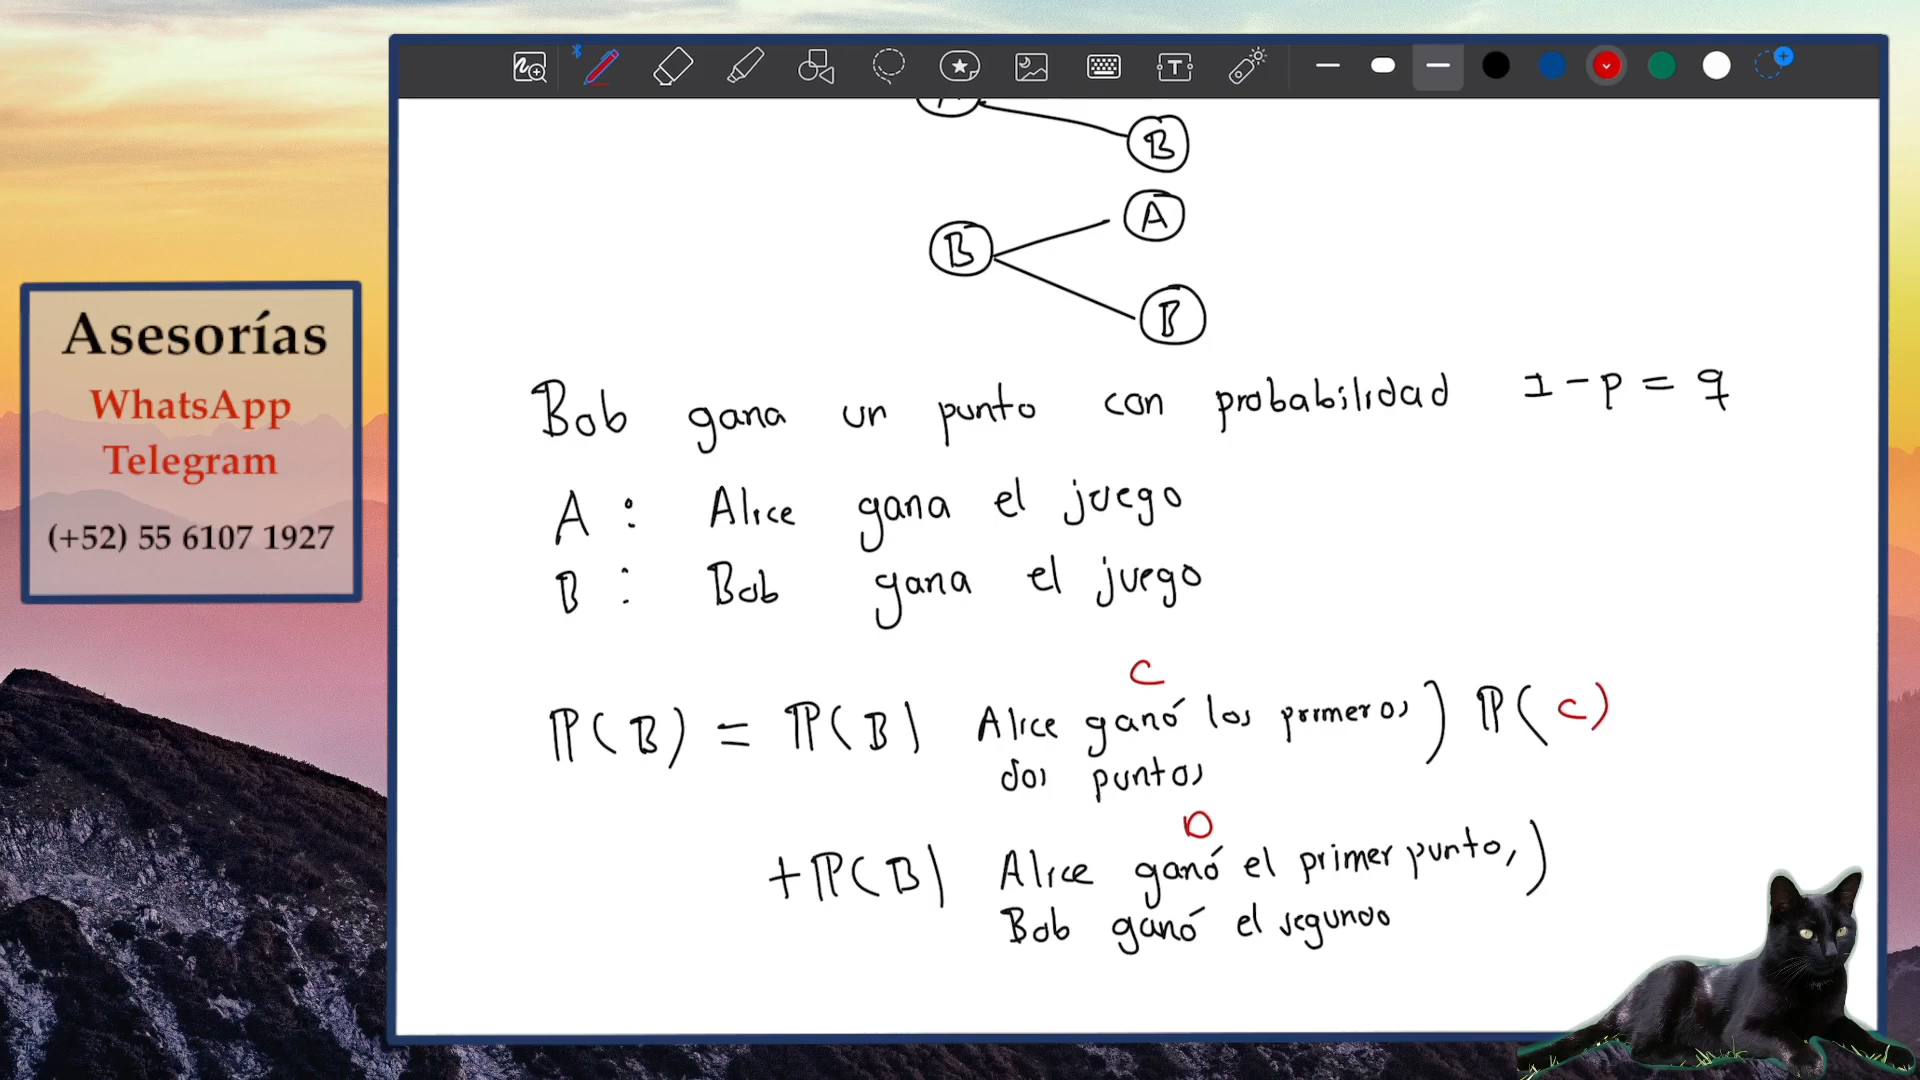 Asesorías
WhatsApp
Telegram
(+52) 55 6107 1927
T
B
A
B
B
Bob gana un punto con probabilidad 1-p = q
A : Alice gana el juego
B : Bob gana el juego
C
P(B) = P(B| Alice ganó los primeros) P(C)
dos puntos
D
+P(B| Alice ganó el primer punto,)
Bob ganó el segundo